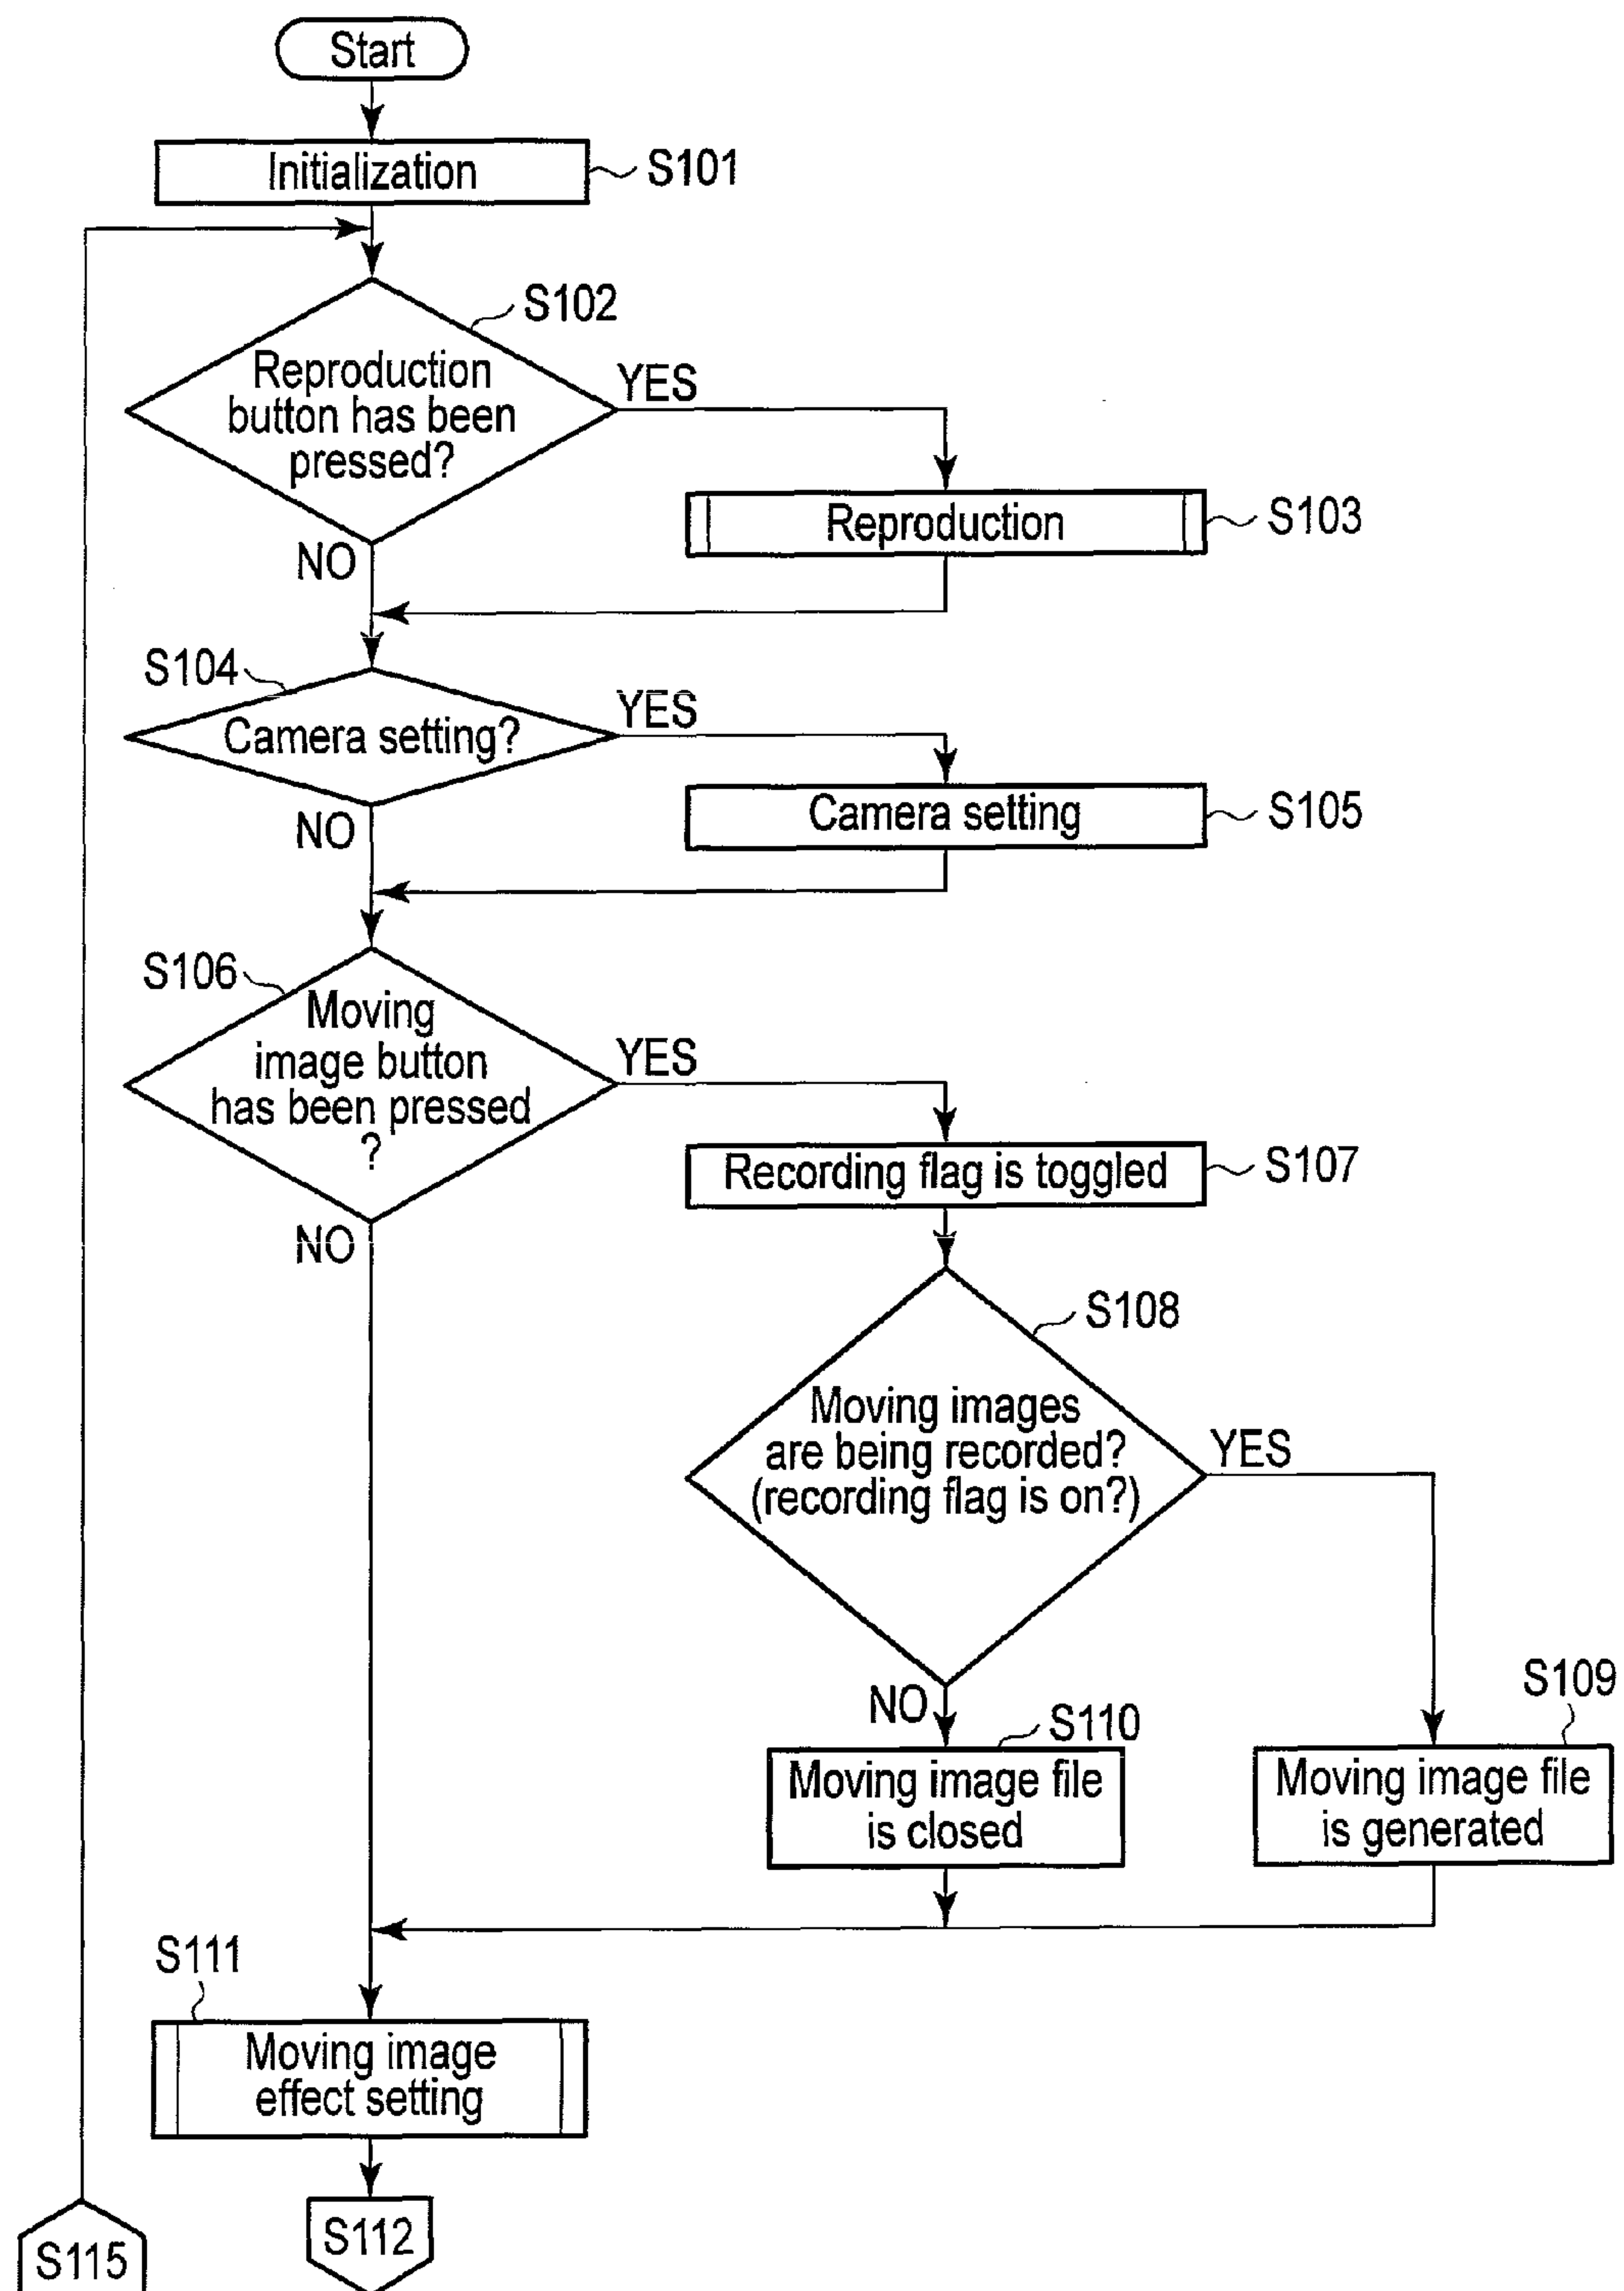 Start
Initialization
S101
S102
Reproduction
button has been
pressed?
YES
NO
Reproduction
S103
S104
Camera setting?
YES
NO
Camera setting
S105
S106
Moving
image button
has been pressed
?
YES
NO
Recording flag is toggled
S107
S108
Moving images
are being recorded?
(recording flag is on?)
YES
NO
S110
Moving image file
is closed
S109
Moving image file
is generated
S111
Moving image
effect setting
S112
S115